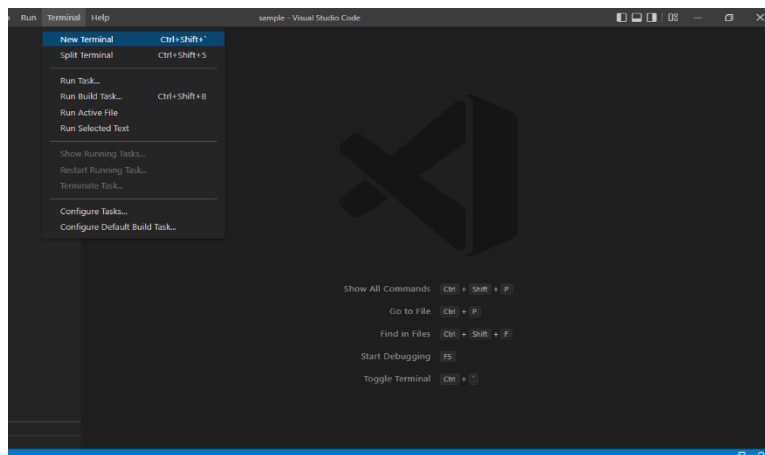 Run Terminal Help sample - Visual Studio Code
New Terminal Ctrl+Shift+`
Split Terminal Ctrl+Shift+5
Run Task...
Run Build Task... Ctrl+Shift+B
Run Active File
Run Selected Text
Show Running Tasks...
Restart Running Task...
Terminate Task...
Configure Tasks...
Configure Default Build Task...
Show All Commands Ctrl + Shift + P
Go to File Ctrl + P
Find in Files Ctrl + Shift + F
Start Debugging F5
Toggle Terminal Ctrl + `